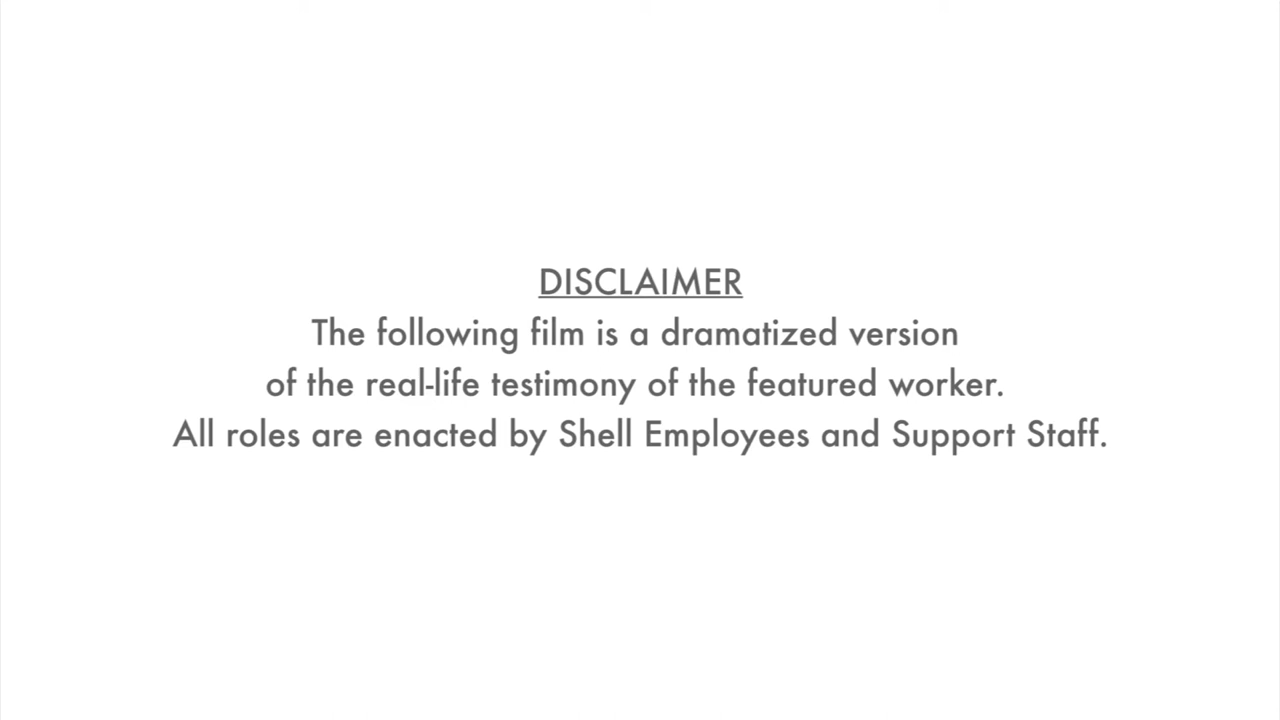 DISCLAIMER
The following film is a dramatized version
of the real-life testimony of the featured worker.
All roles are enacted by Shell Employees and Support Staff.